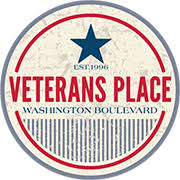 EST.1996
VETERANS PLACE
WASHINGTON BOULEVARD